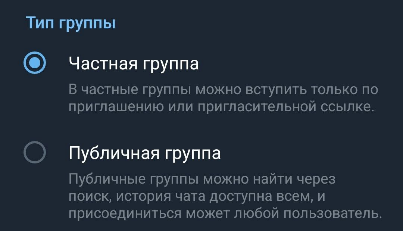 Тип группы
Частная группа
В частные группы можно вступить только по
приглашению или пригласительной ссылке.
Публичная группа
Публичные группы можно найти через
поиск, история чата доступна всем, и
присоединиться может любой пользователь.